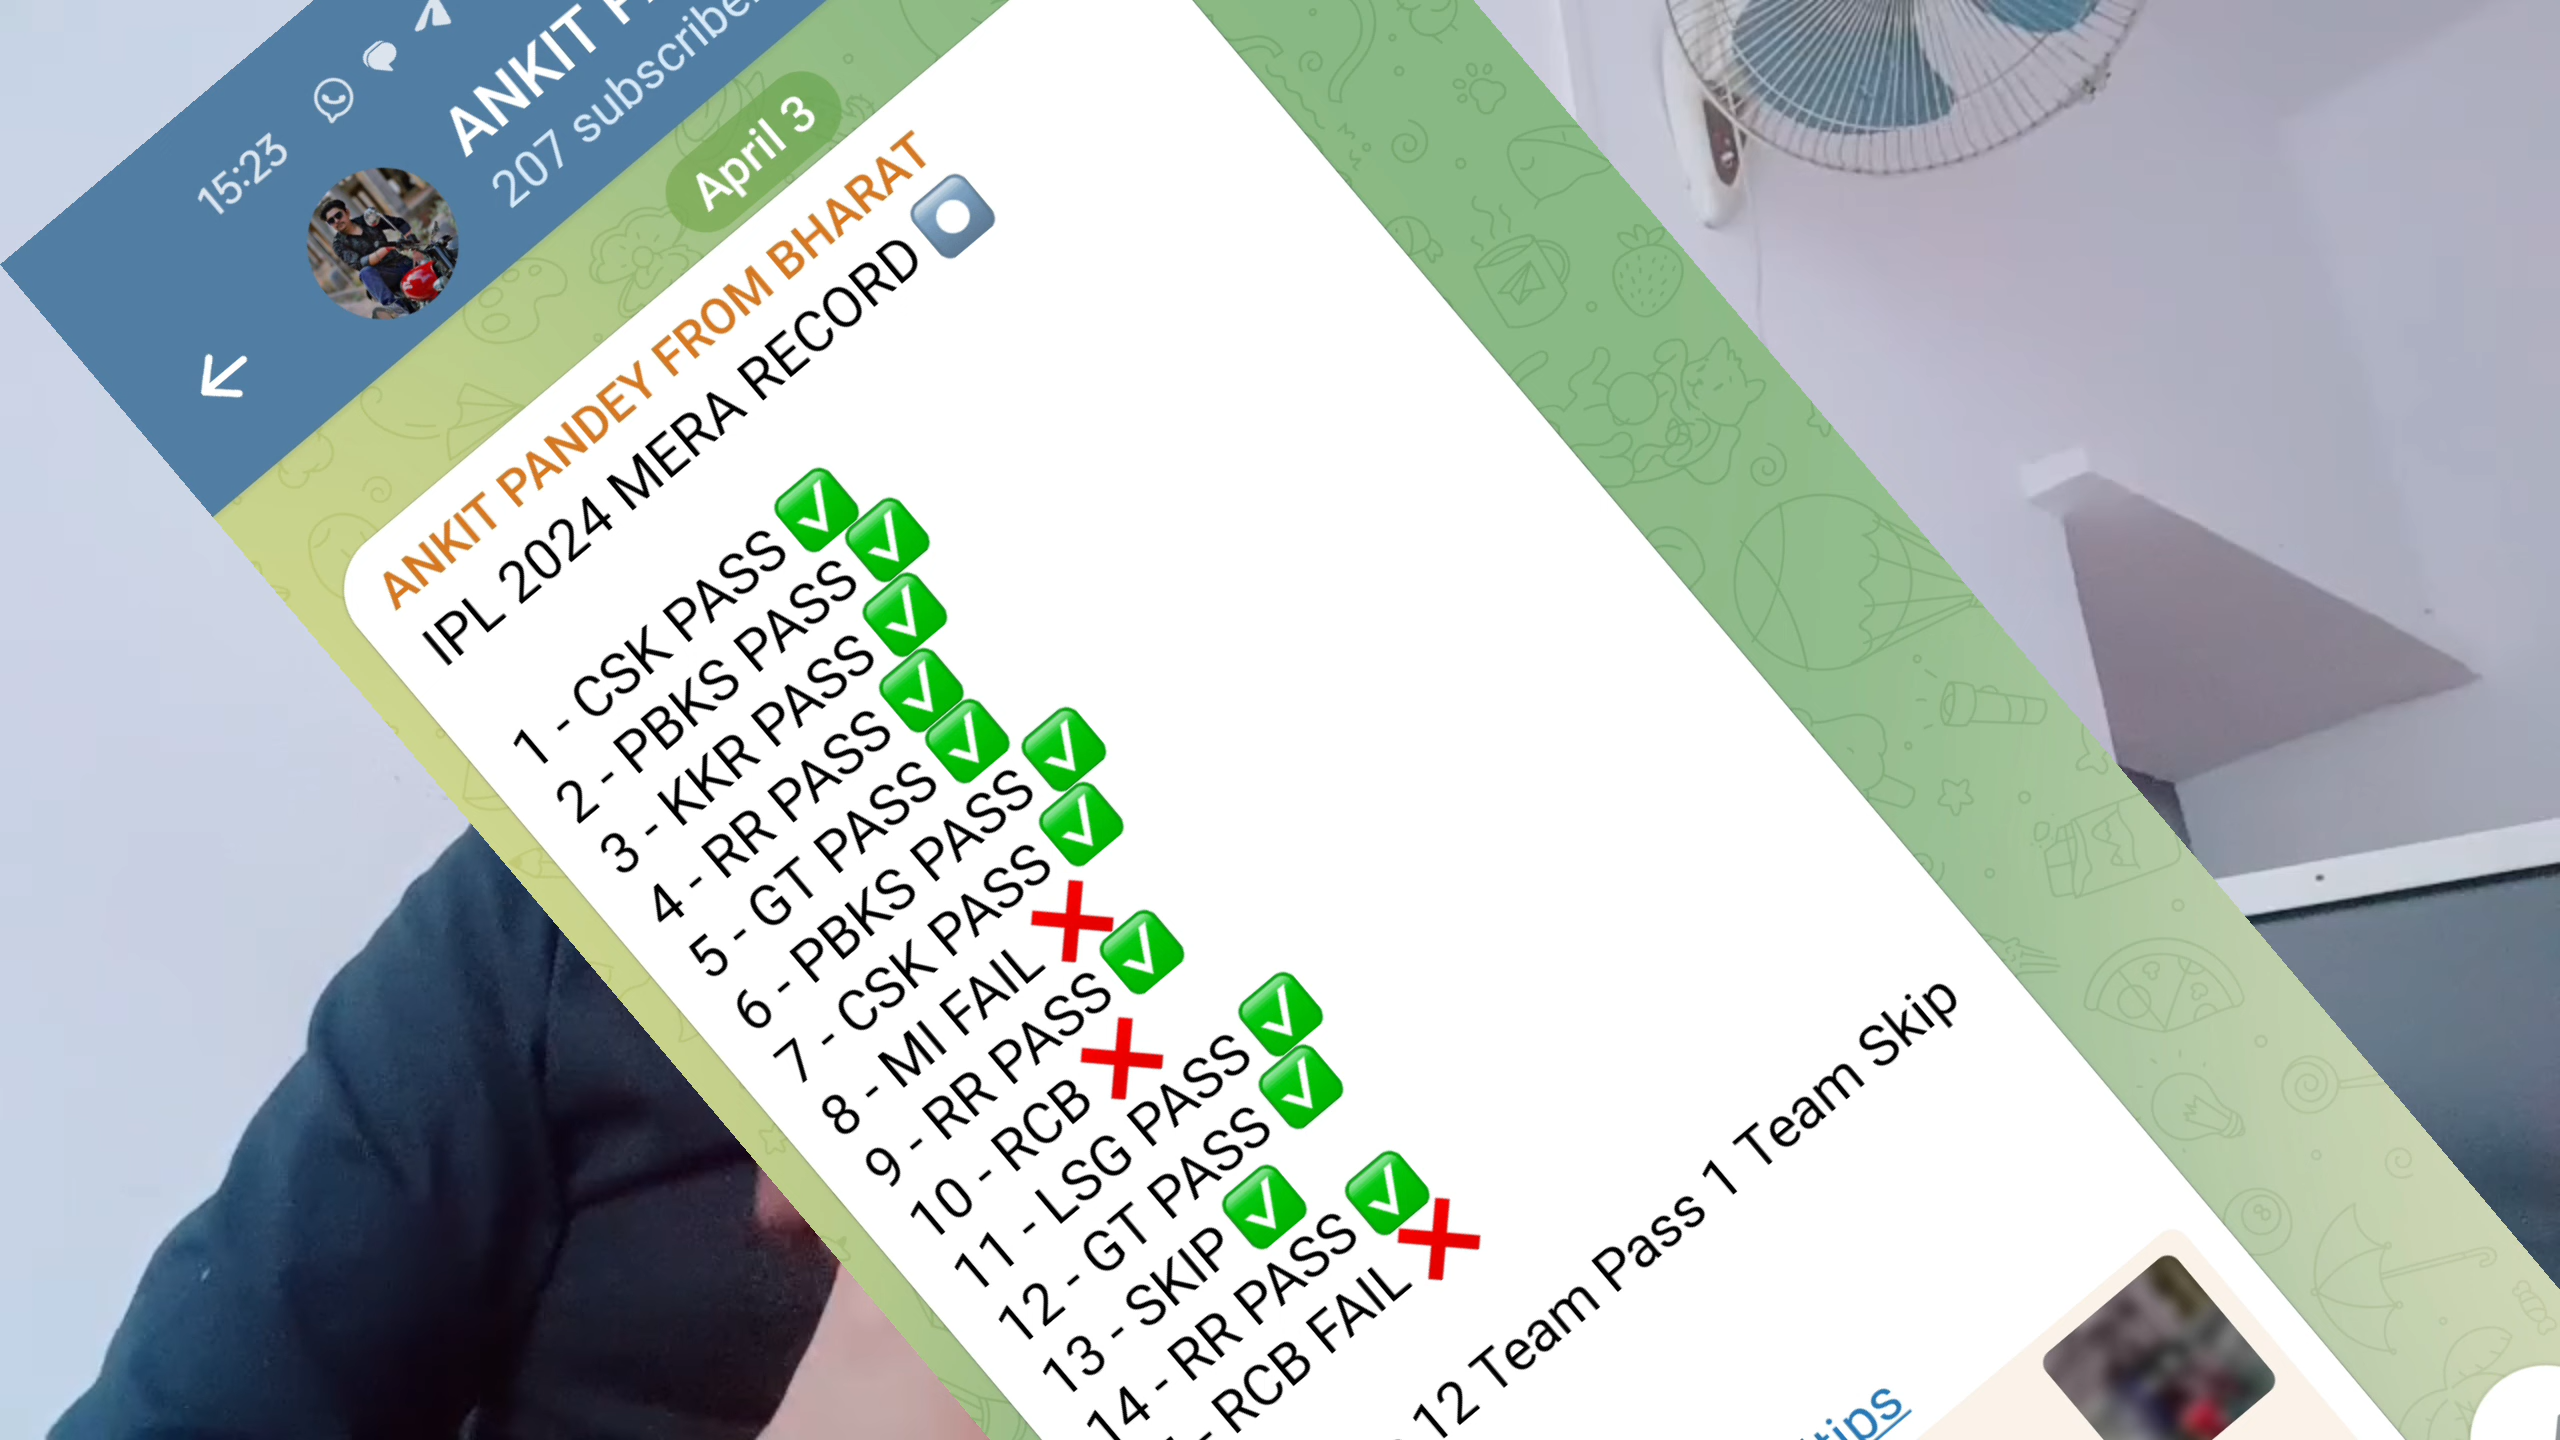 15:23
ANKIT
207 subscribers
April 3
ANKIT PANDEY FROM BHARAT
IPL 2024 MERA RECORD ⏺
1 - CSK PASS ✅
2 - PBKS PASS ✅
3 - KKR PASS ✅
4 - RR PASS ✅
5 - GT PASS ✅
6 - PBKS PASS ✅
7 - CSK PASS ✅
8 - MI FAIL ❌
9 - RR PASS ✅
10 - RCB ❌
11 - LSG PASS ✅
12 - GT PASS ✅
13 - SKIP ✅
14 - RR PASS ✅
- RCB FAIL ❌
12 Team Pass 1 Team Skip
tips